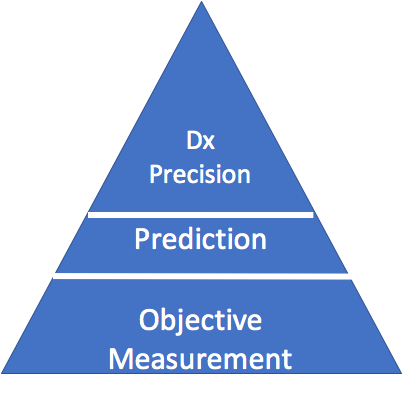 Dx
Precision
Prediction
Objective
Measurement